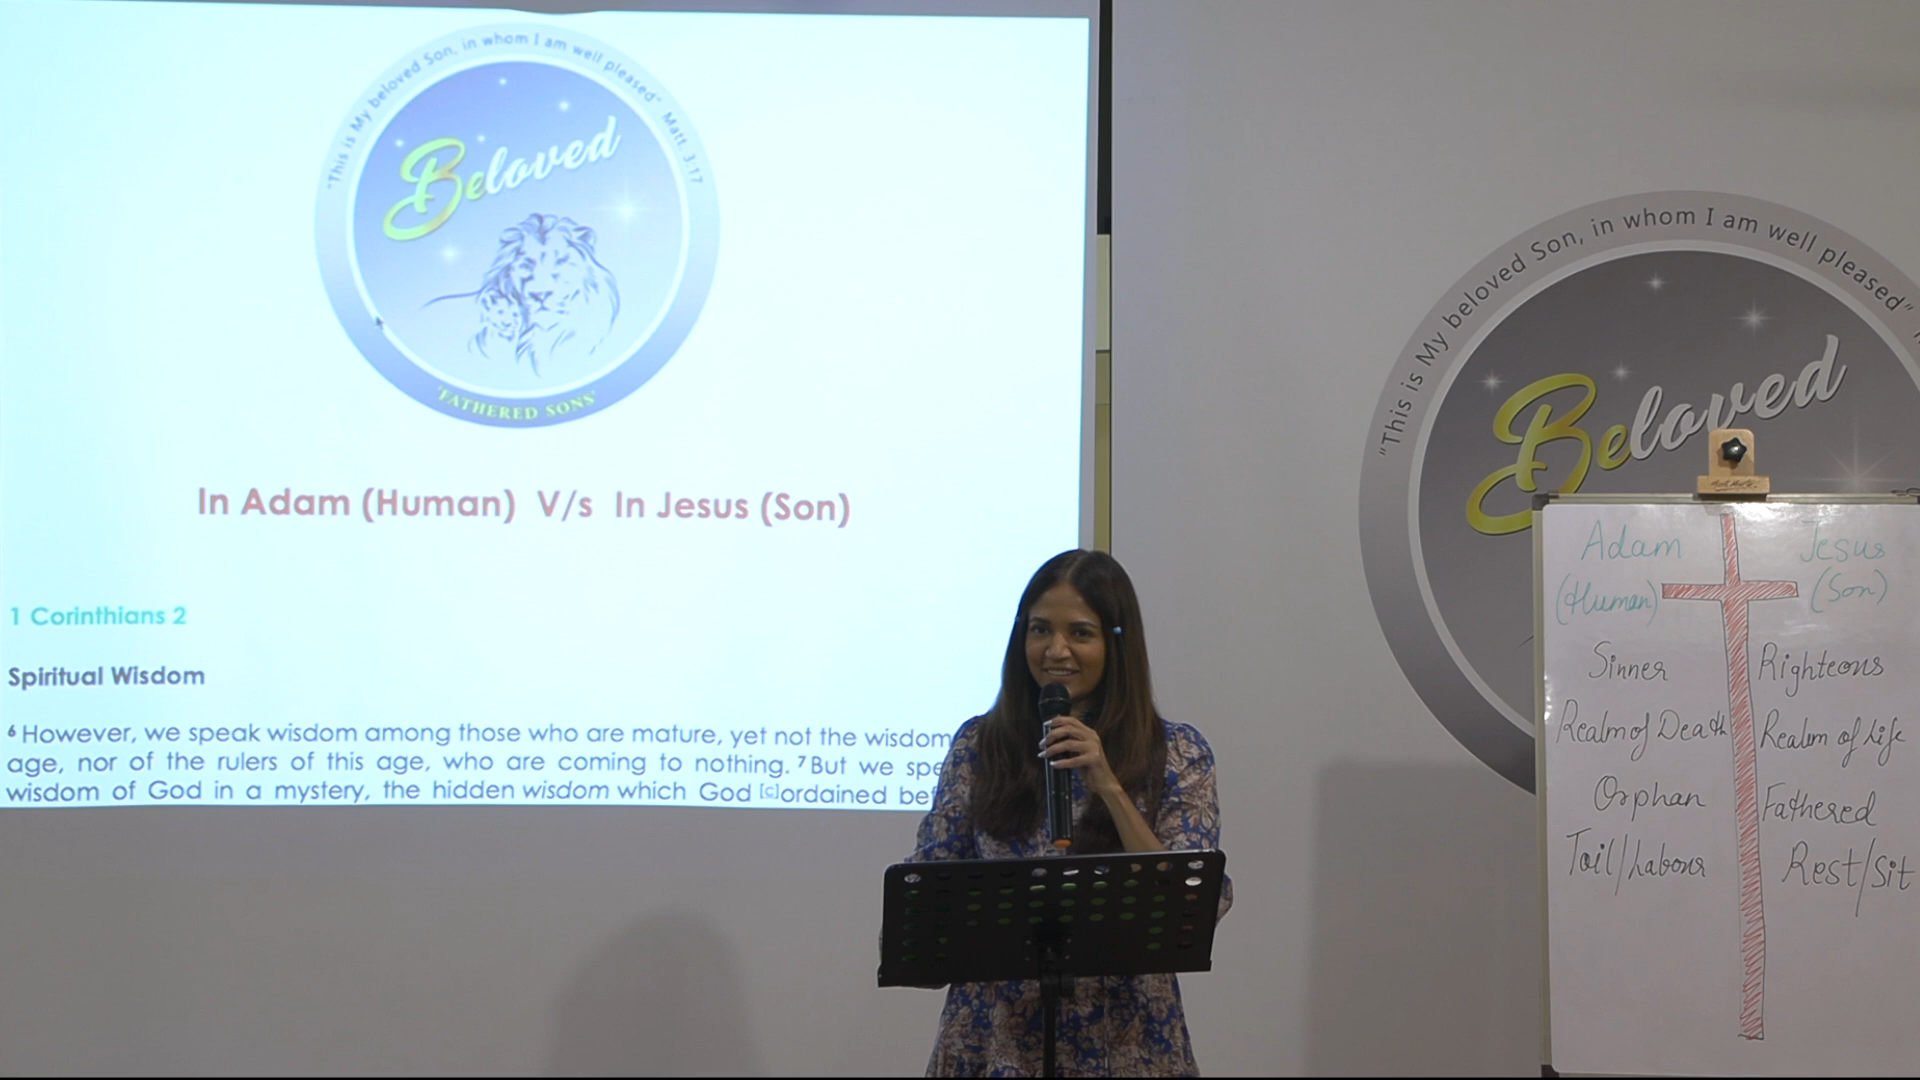 "This is My beloved Son, in whom I am well pleased" Matt. 3:17
Beloved
'FATHERED SONS'
In Adam (Human) V/s In Jesus (Son)
1 Corinthians 2
Spiritual Wisdom
6 However, we speak wisdom among those who are mature, yet not the wisdom
age, nor of the rulers of this age, who are coming to nothing. 7 But we spe
wisdom of God in a mystery, the hidden wisdom which God [c]ordained bef
"This is My beloved Son, in whom I am well pleased"
Beloved
Adam Jesus
(Human) (Son)
Sinner Righteous
Realm of Death Realm of Life
Orphan Fathered
Toil/Labour Rest/Sit